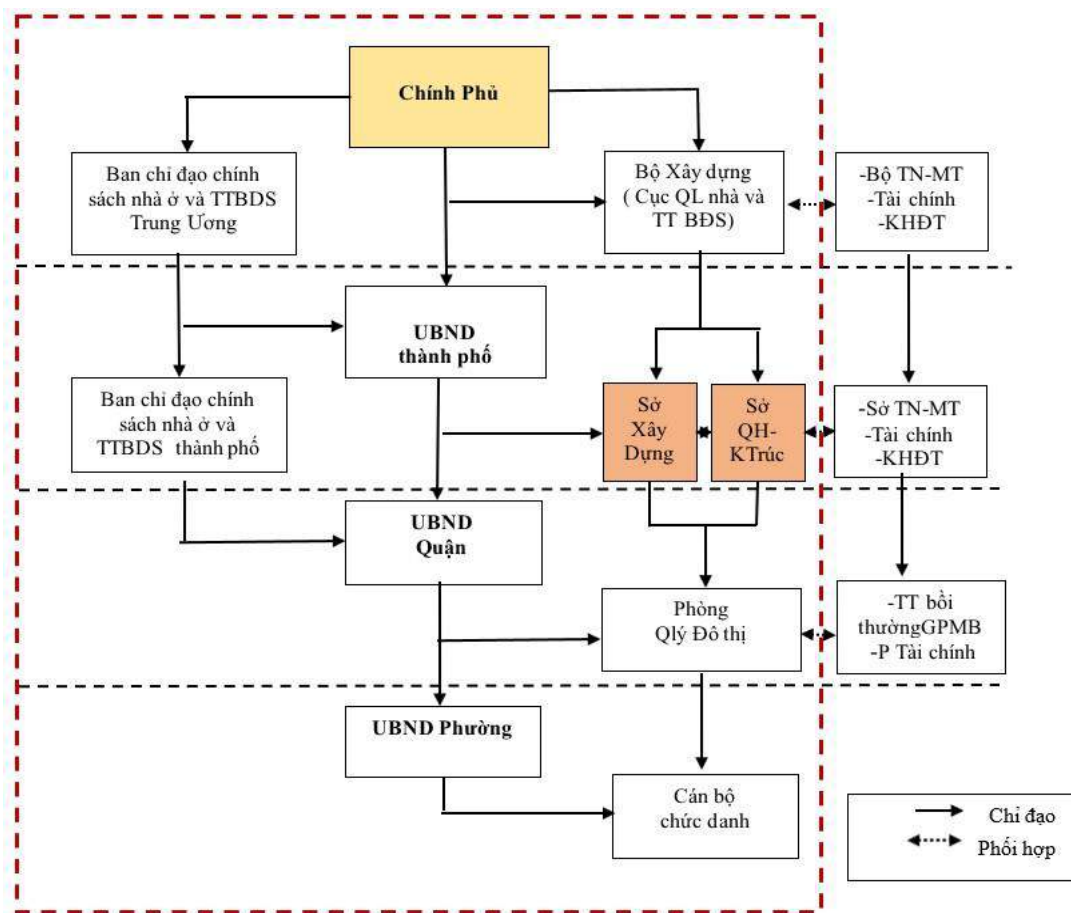 Chính Phủ
Ban chỉ đạo chính
sách nhà ở và TTBDS
Trung Ương
Bộ Xây dựng
( Cục QL nhà và
TT BĐS)
-Bộ TN-MT
-Tài chính
-KHĐT
UBND
thành phố
Ban chỉ đạo chính
sách nhà ở và
TTBDS thành phố
Sở
Xây
Dựng
Sở
QH-
KTrúc
-Sở TN-MT
-Tài chính
-KHĐT
UBND
Quận
Phòng
Qlý Đô thị
-TT bồi
thườngGPMB
-P Tài chính
UBND Phường
Cán bộ
chức danh
Chỉ đạo
Phối hợp